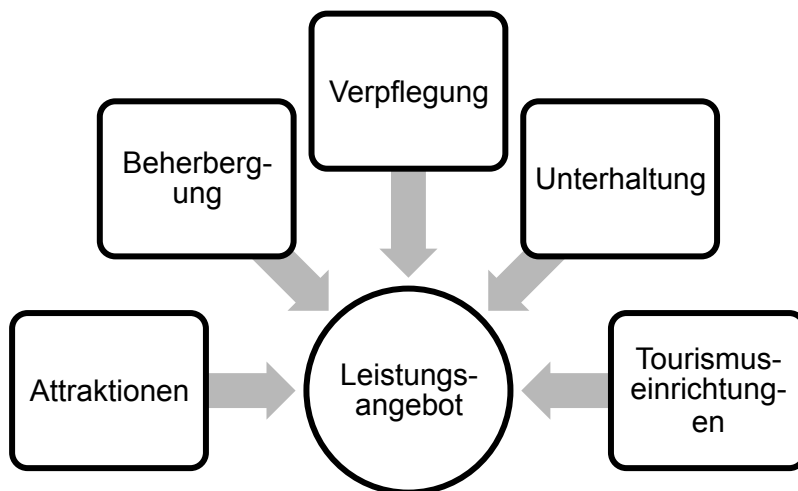 Verpflegung
Beherberg-
ung
Unterhaltung
Attraktionen
Leistungs-
angebot
Tourismus-
einrichtung-
en